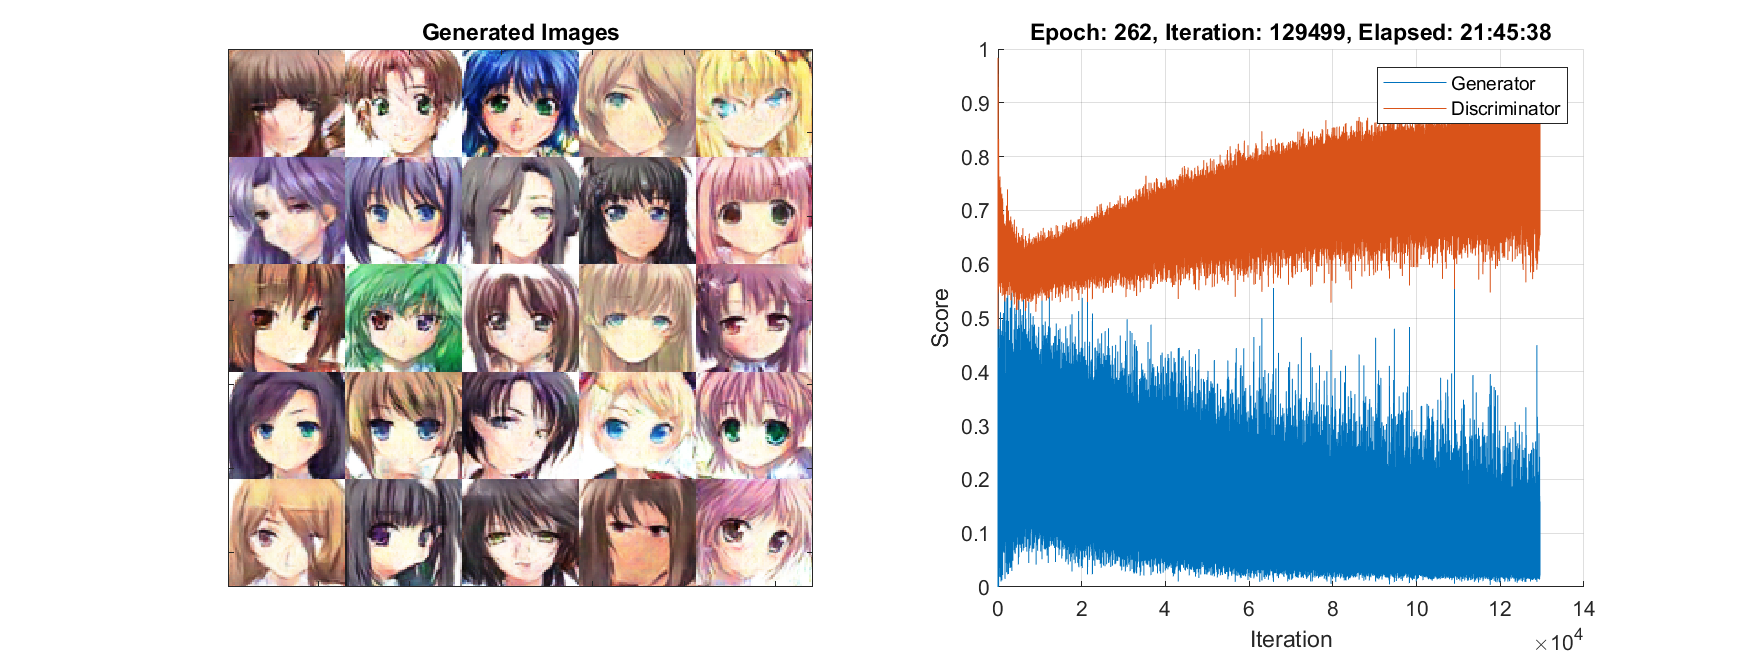 Generated Images
Epoch: 262, Iteration: 129499, Elapsed: 21:45:38
Generator
Discriminator
1
0.9
0.8
0.7
0.6
0.5
0.4
0.3
0.2
0.1
0
Score
0 2 4 6 8 10 12 14
Iteration
×10^4